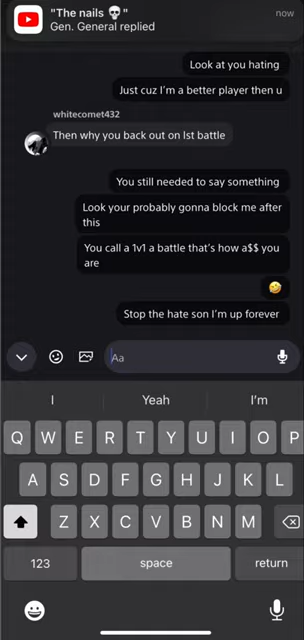 "The nails 💀"
now
Gen. General replied
Look at you hating
Just cuz I'm a better player then u
whitecomet432
Then why you back out on lst battle
You still needed to say something
Look your probably gonna block me after
this
You call a 1v1 a battle that's how a$$ you
are
🤣
Stop the hate son I'm up forever
Aa
I
Yeah
I'm
Q W E R T Y U I O P
A S D F G H J K L
Z X C V B N M
123
space
return